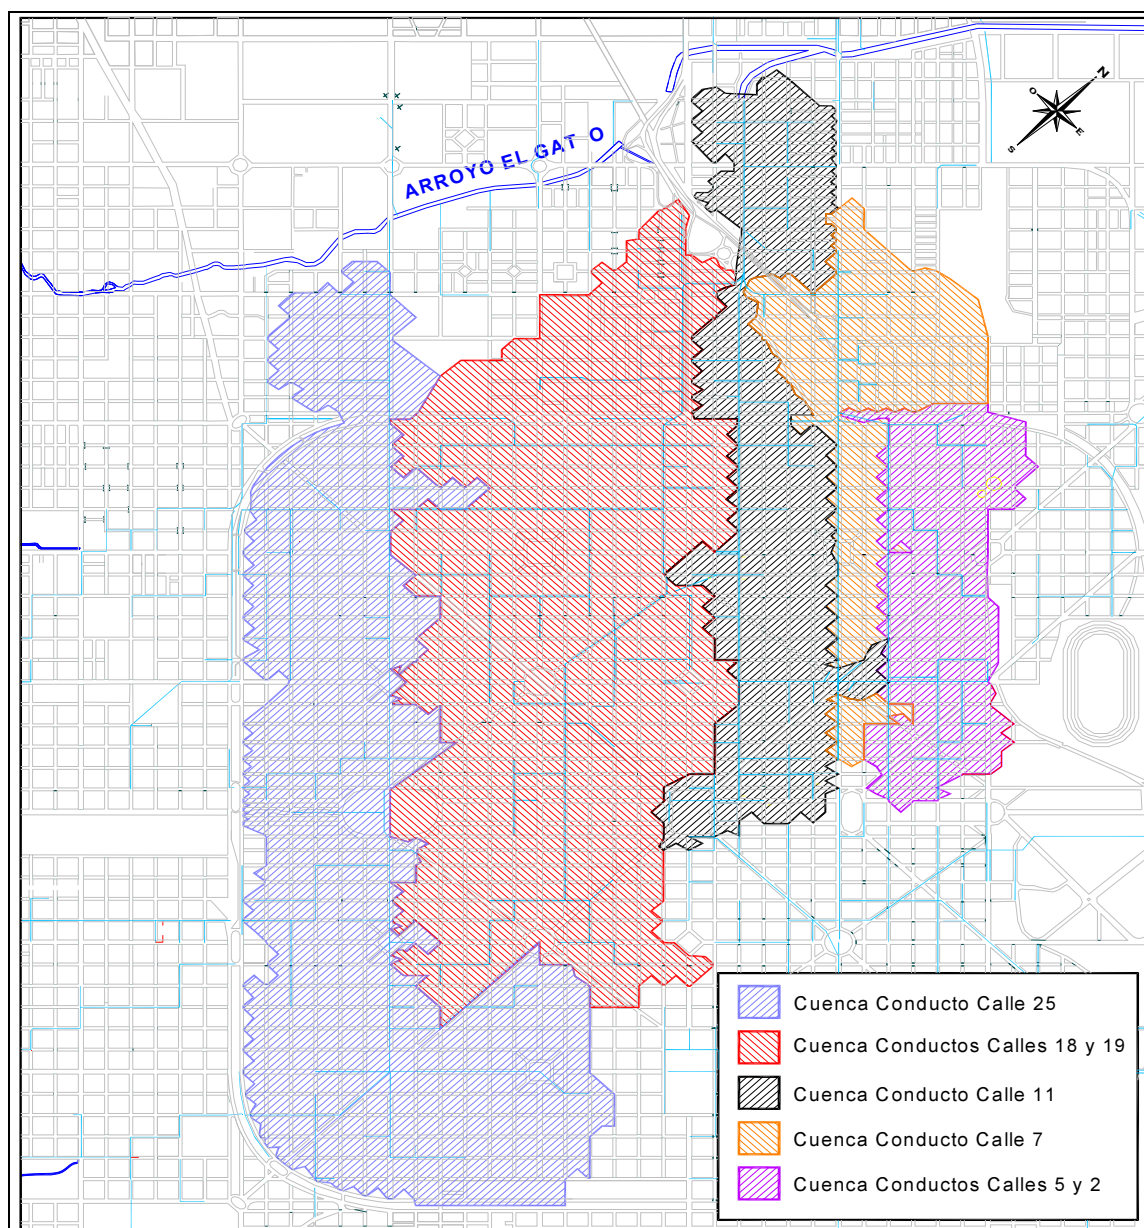 N
O
E
S
ARROYO EL GAT O
Cuenca Conducto Calle 25
Cuenca Conductos Calles 18 y 19
Cuenca Conducto Calle 11
Cuenca Conducto Calle 7
Cuenca Conductos Calles 5 y 2